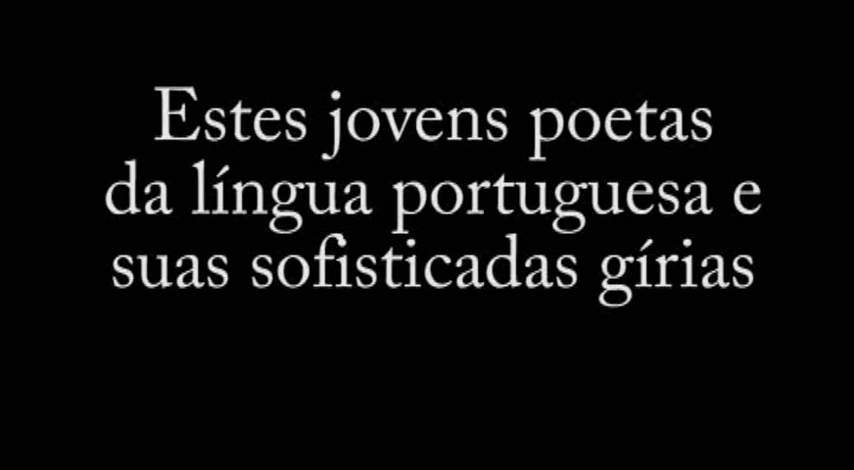 Estes jovens poetas
da língua portuguesa e
suas sofisticadas gírias